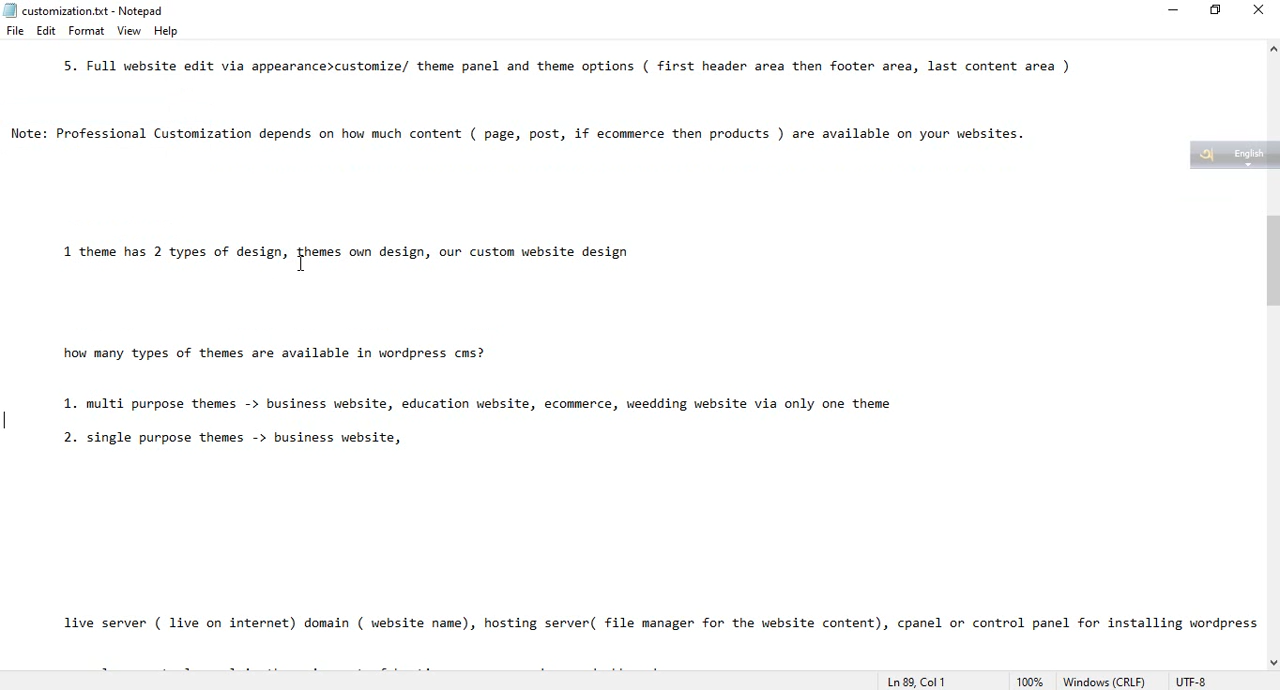 customization.txt - Notepad
File Edit Format View Help
5. Full website edit via appearance>customize/ theme panel and theme options ( first header area then footer area, last content area )
Note: Professional Customization depends on how much content ( page, post, if ecommerce then products ) are available on your websites.
অ English
1 theme has 2 types of design, themes own design, our custom website design
how many types of themes are available in wordpress cms?
1. multi purpose themes -> business website, education website, ecommerce, weedding website via only one theme
2. single purpose themes -> business website,
live server ( live on internet) domain ( website name), hosting server( file manager for the website content), cpanel or control panel for installing wordpress
Ln 89, Col 1 100% Windows (CRLF) UTF-8